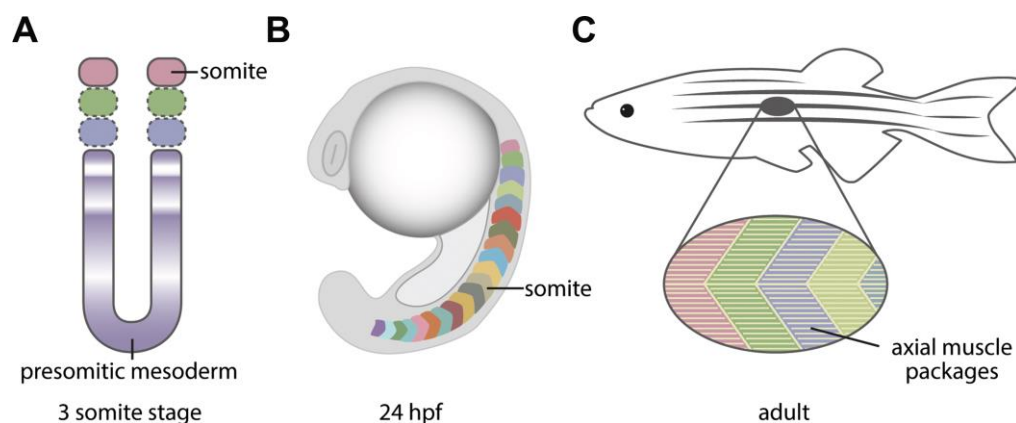 A
B
C
somite
somite
presomitic mesoderm
axial muscle
packages
3 somite stage
24 hpf
adult